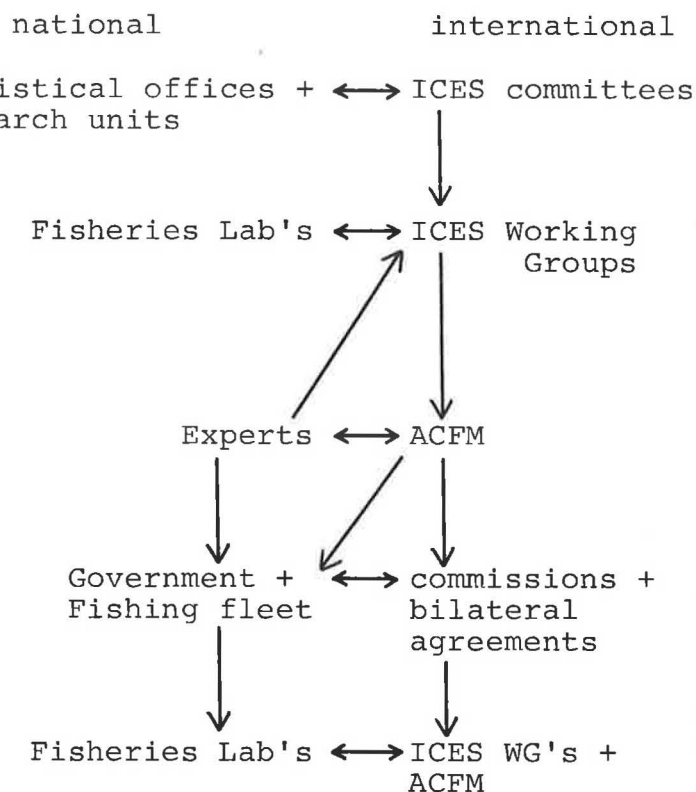 national international
istical offices + ICES committees
arch units
Fisheries Lab's ICES Working
Groups
Experts ACFM
Government + commissions +
Fishing fleet bilateral
agreements
Fisheries Lab's ICES WG's +
ACFM